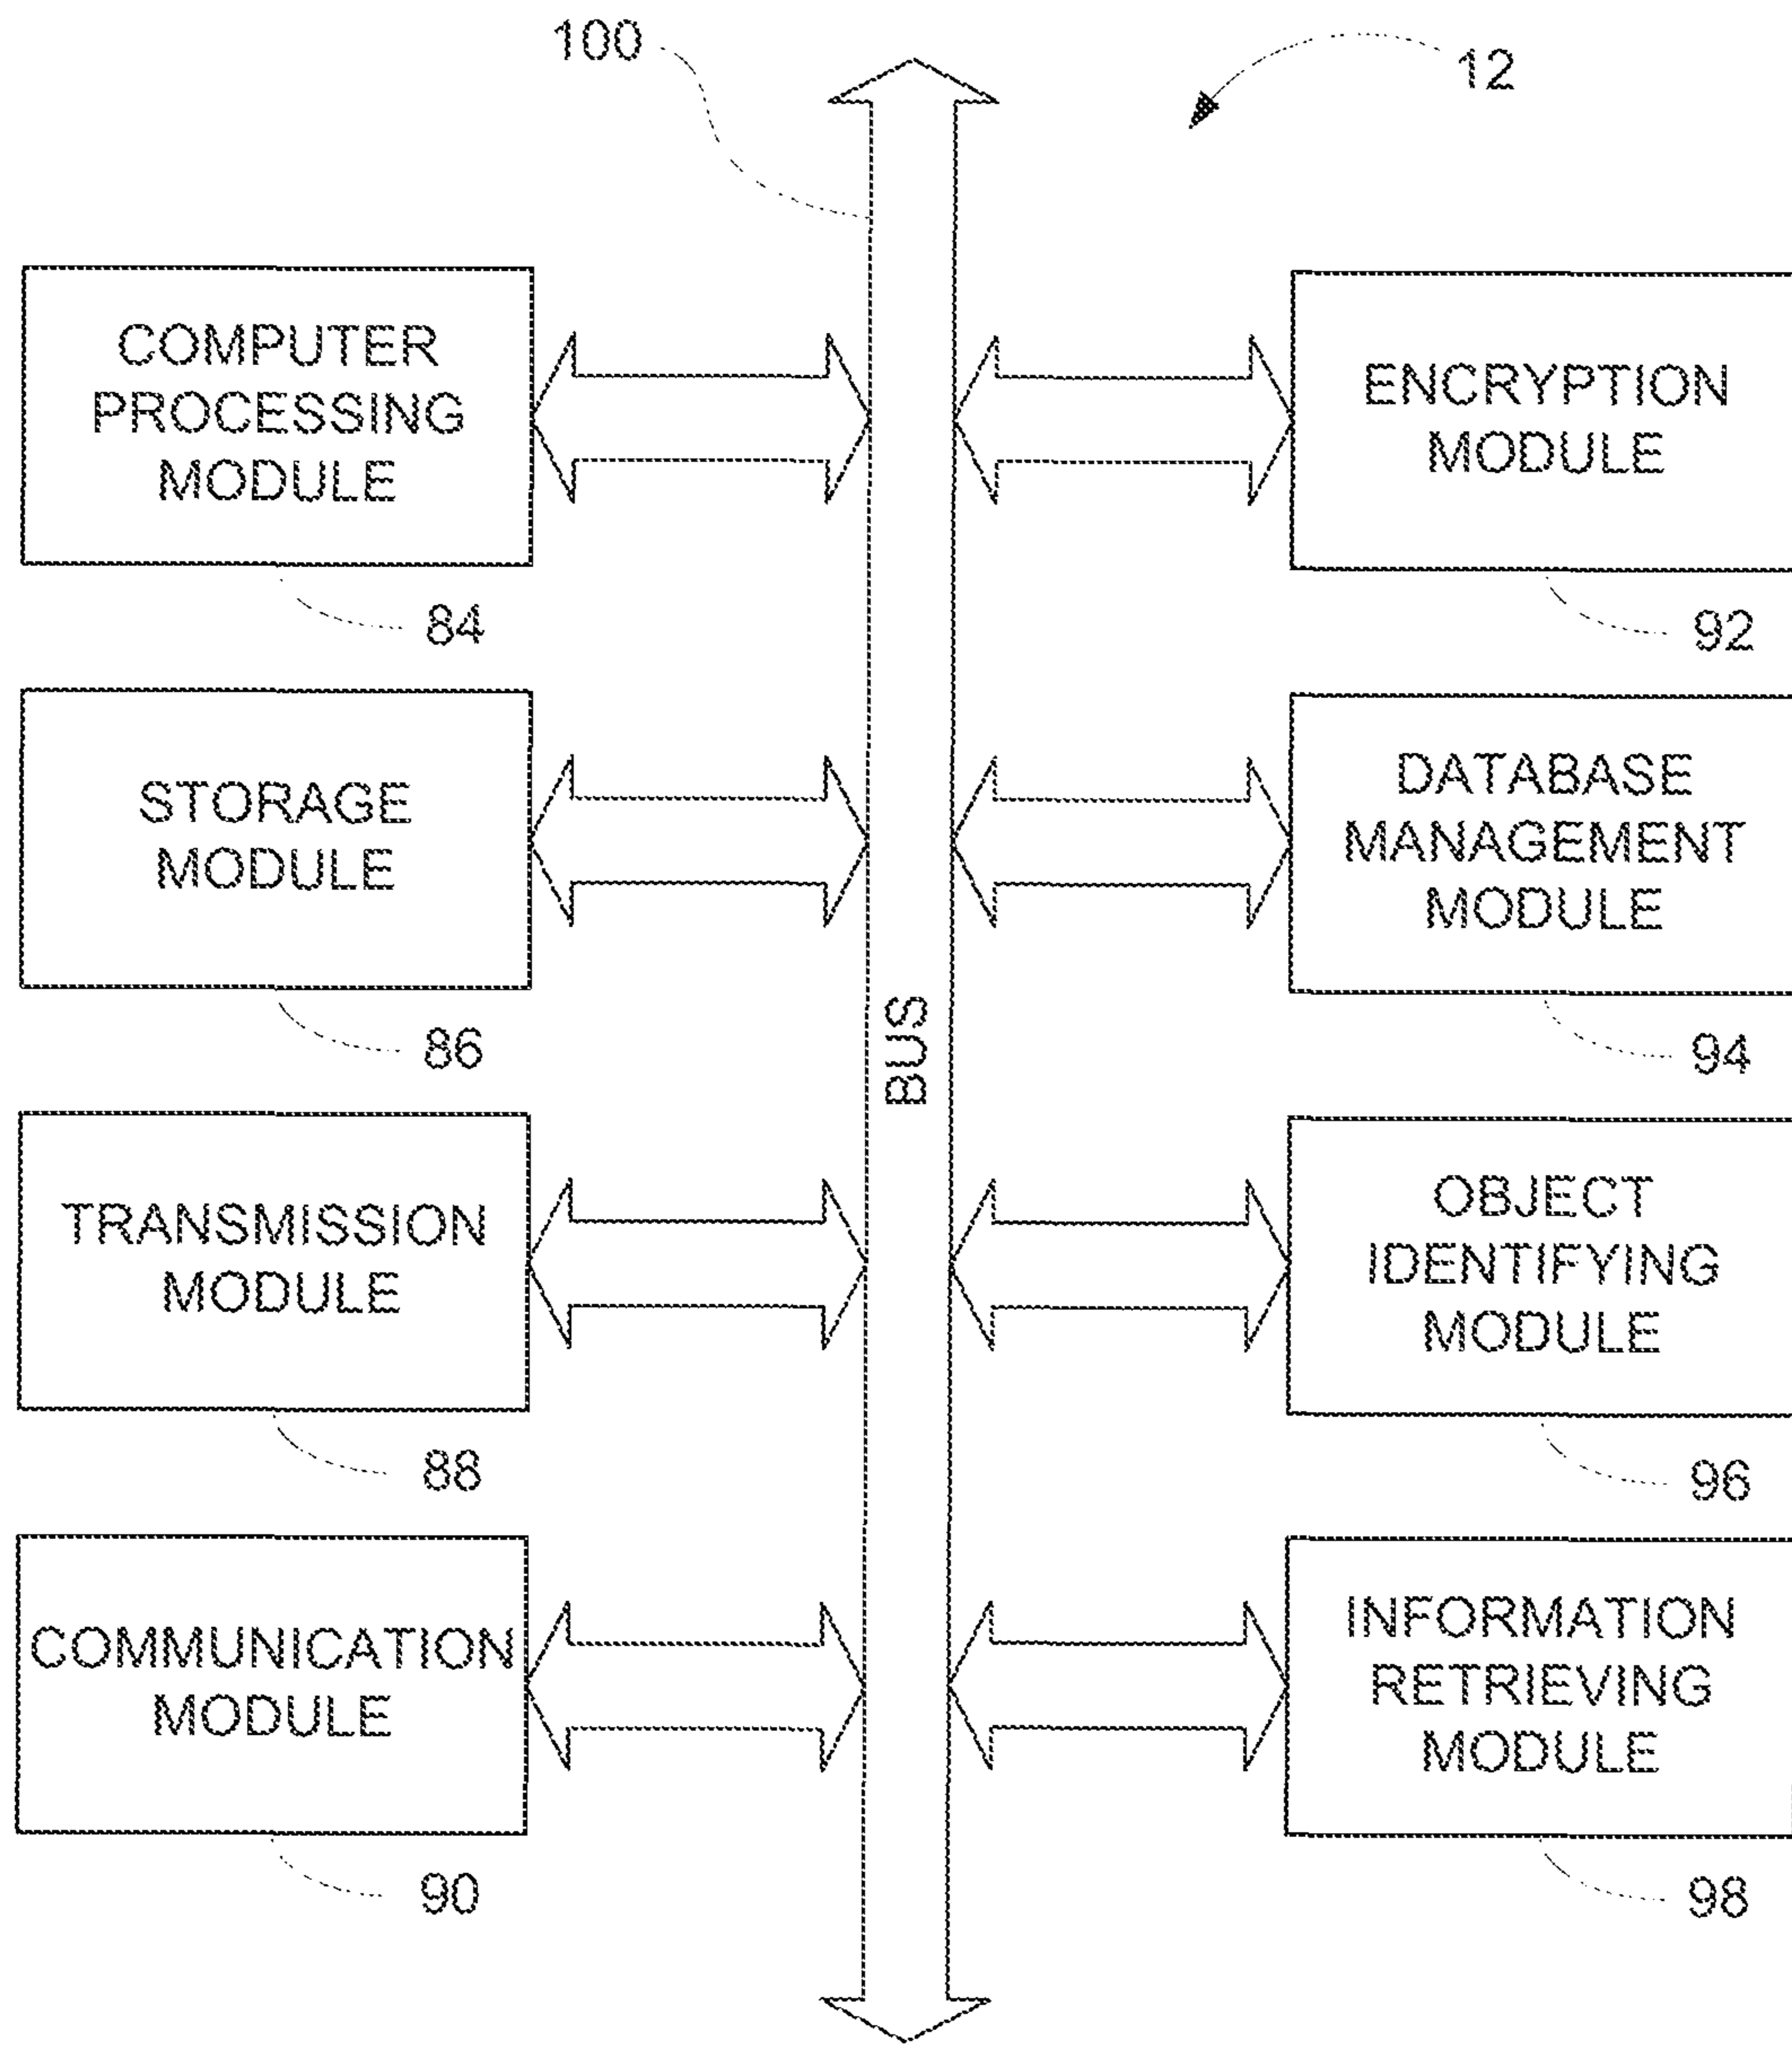 100
12
COMPUTER
PROCESSING
MODULE
84
ENCRYPTION
MODULE
92
STORAGE
MODULE
86
DATABASE
MANAGEMENT
MODULE
94
BUS
TRANSMISSION
MODULE
88
OBJECT
IDENTIFYING
MODULE
96
COMMUNICATION
MODULE
90
INFORMATION
RETRIEVING
MODULE
98